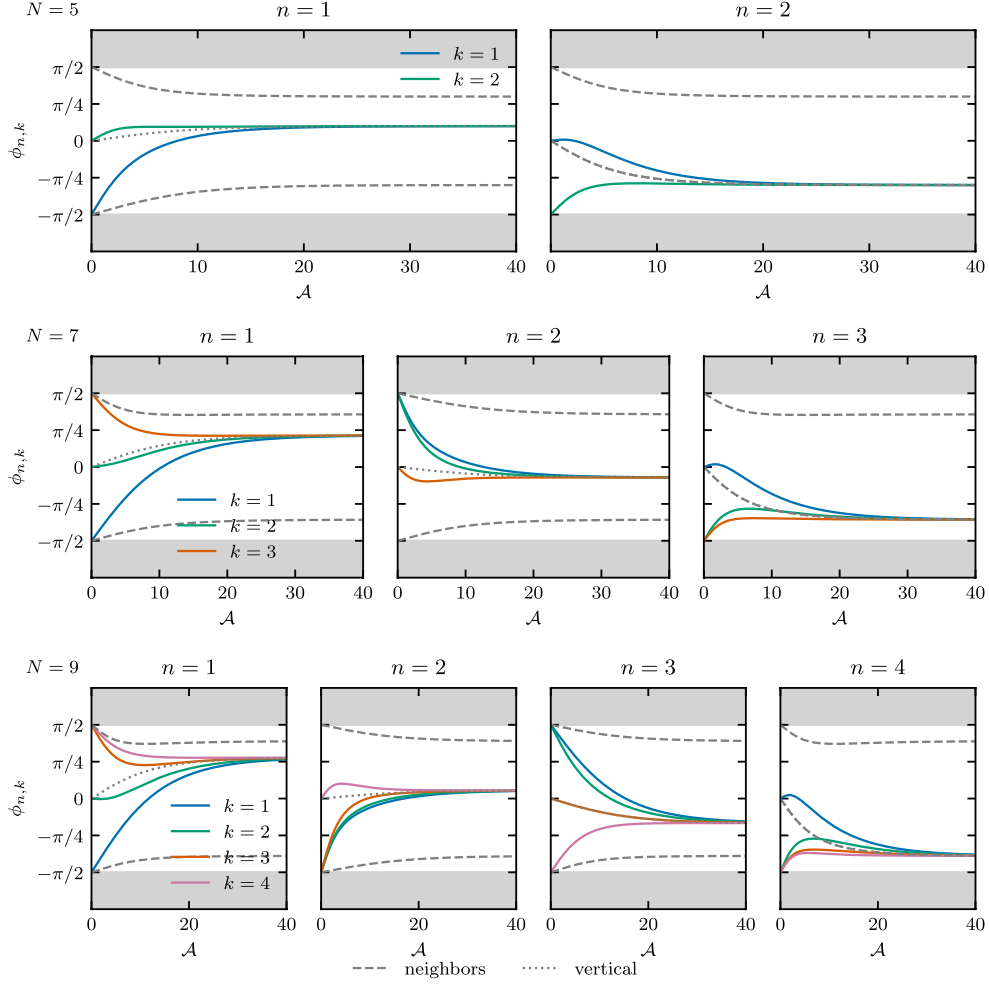 N = 5
n = 1
n = 2
k = 1
k = 2
π/2
π/4
0
−π/4
−π/2
ϕn,k
0 10 20 30 40
0 10 20 30 40
𝒜
𝒜
N = 7
n = 1
n = 2
n = 3
π/2
π/4
0
−π/4
−π/2
ϕn,k
k = 1
k = 2
k = 3
0 10 20 30 40
0 10 20 30 40
0 10 20 30 40
𝒜
𝒜
𝒜
N = 9
n = 1
n = 2
n = 3
n = 4
π/2
π/4
0
−π/4
−π/2
ϕn,k
k = 1
k = 2
k = 3
k = 4
0 20 40
0 20 40
0 20 40
0 20 40
𝒜
𝒜
𝒜
𝒜
neighbors
vertical